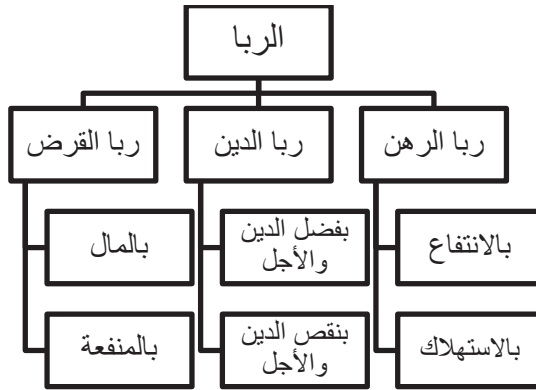 الربا
ربا الرهن
ربا الدين
ربا القرض
بالانتفاع
بفضل الدين
والأجل
بالمال
بالاستهلاك
بنقص الدين
والأجل
بالمنفعة